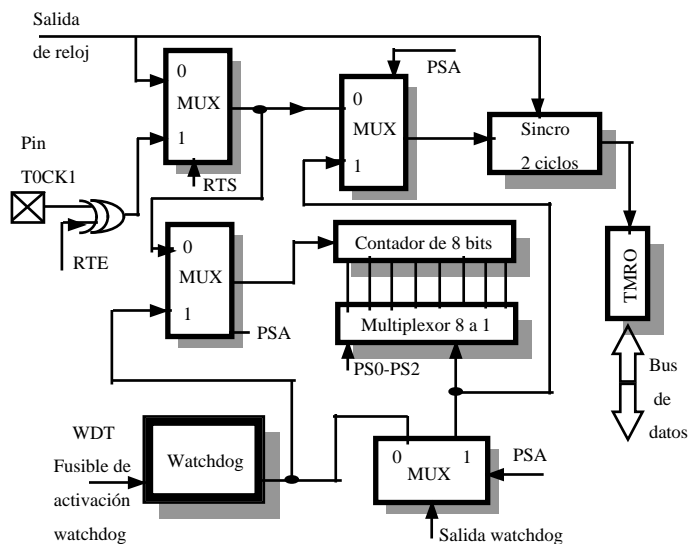 Salida
de reloj
0
MUX
1
RTS
PSA
0
MUX
1
Sincro
2 ciclos
Pin
T0CK1
RTE
0
MUX
1
PSA
Contador de 8 bits
Multiplexor 8 a 1
PS0-PS2
TMRO
Bus
de
datos
WDT
Fusible de
activación
watchdog
Watchdog
0 1
MUX
PSA
Salida watchdog